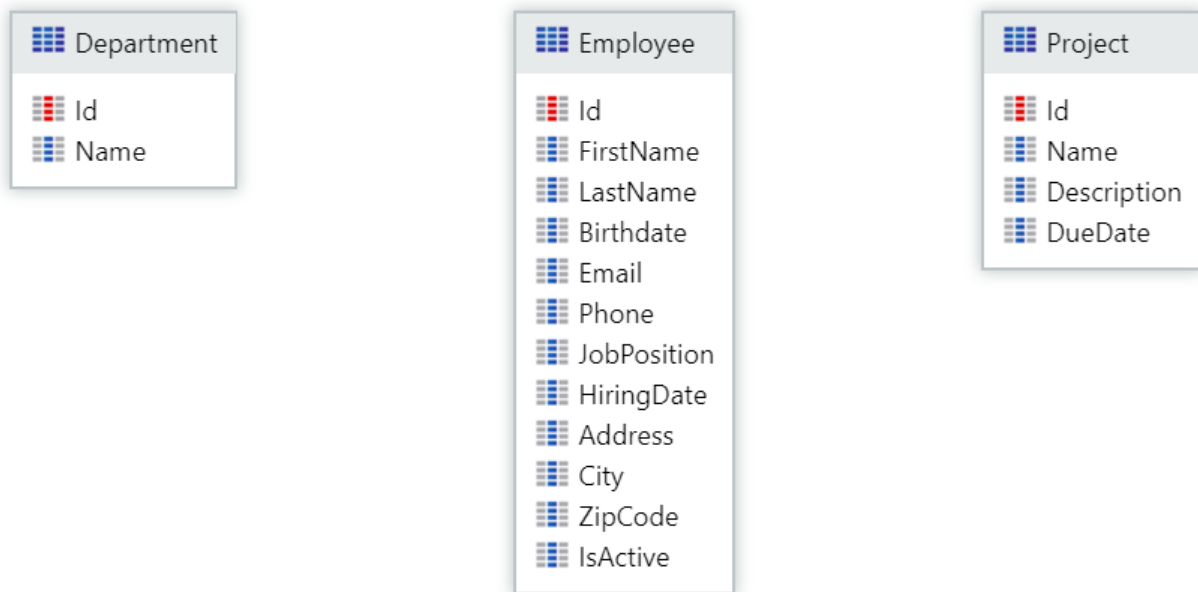 Department
Id
Name
Employee
Id
FirstName
LastName
Birthdate
Email
Phone
JobPosition
HiringDate
Address
City
ZipCode
IsActive
Project
Id
Name
Description
DueDate